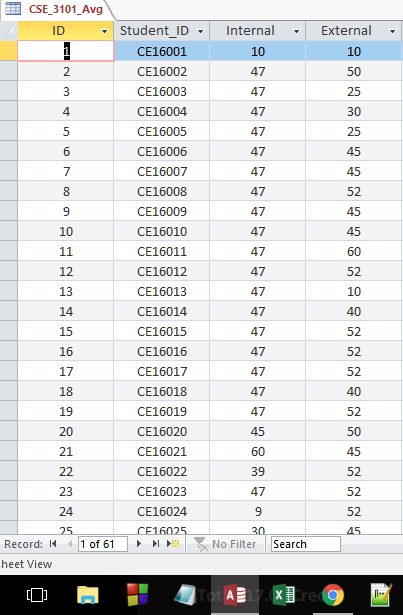 CSE_3101_Avg
ID Student_ID Internal External
1 CE16001 10 10
2 CE16002 47 50
3 CE16003 47 25
4 CE16004 47 30
5 CE16005 47 25
6 CE16006 47 45
7 CE16007 47 45
8 CE16008 47 52
9 CE16009 47 45
10 CE16010 47 45
11 CE16011 47 60
12 CE16012 47 52
13 CE16013 47 10
14 CE16014 47 40
15 CE16015 47 52
16 CE16016 47 52
17 CE16017 47 52
18 CE16018 47 40
19 CE16019 47 52
20 CE16020 45 50
21 CE16021 60 45
22 CE16022 39 52
23 CE16023 47 52
24 CE16024 9 52
25 CE16025 30 45
Record: 1 of 61 No Filter Search
sheet View